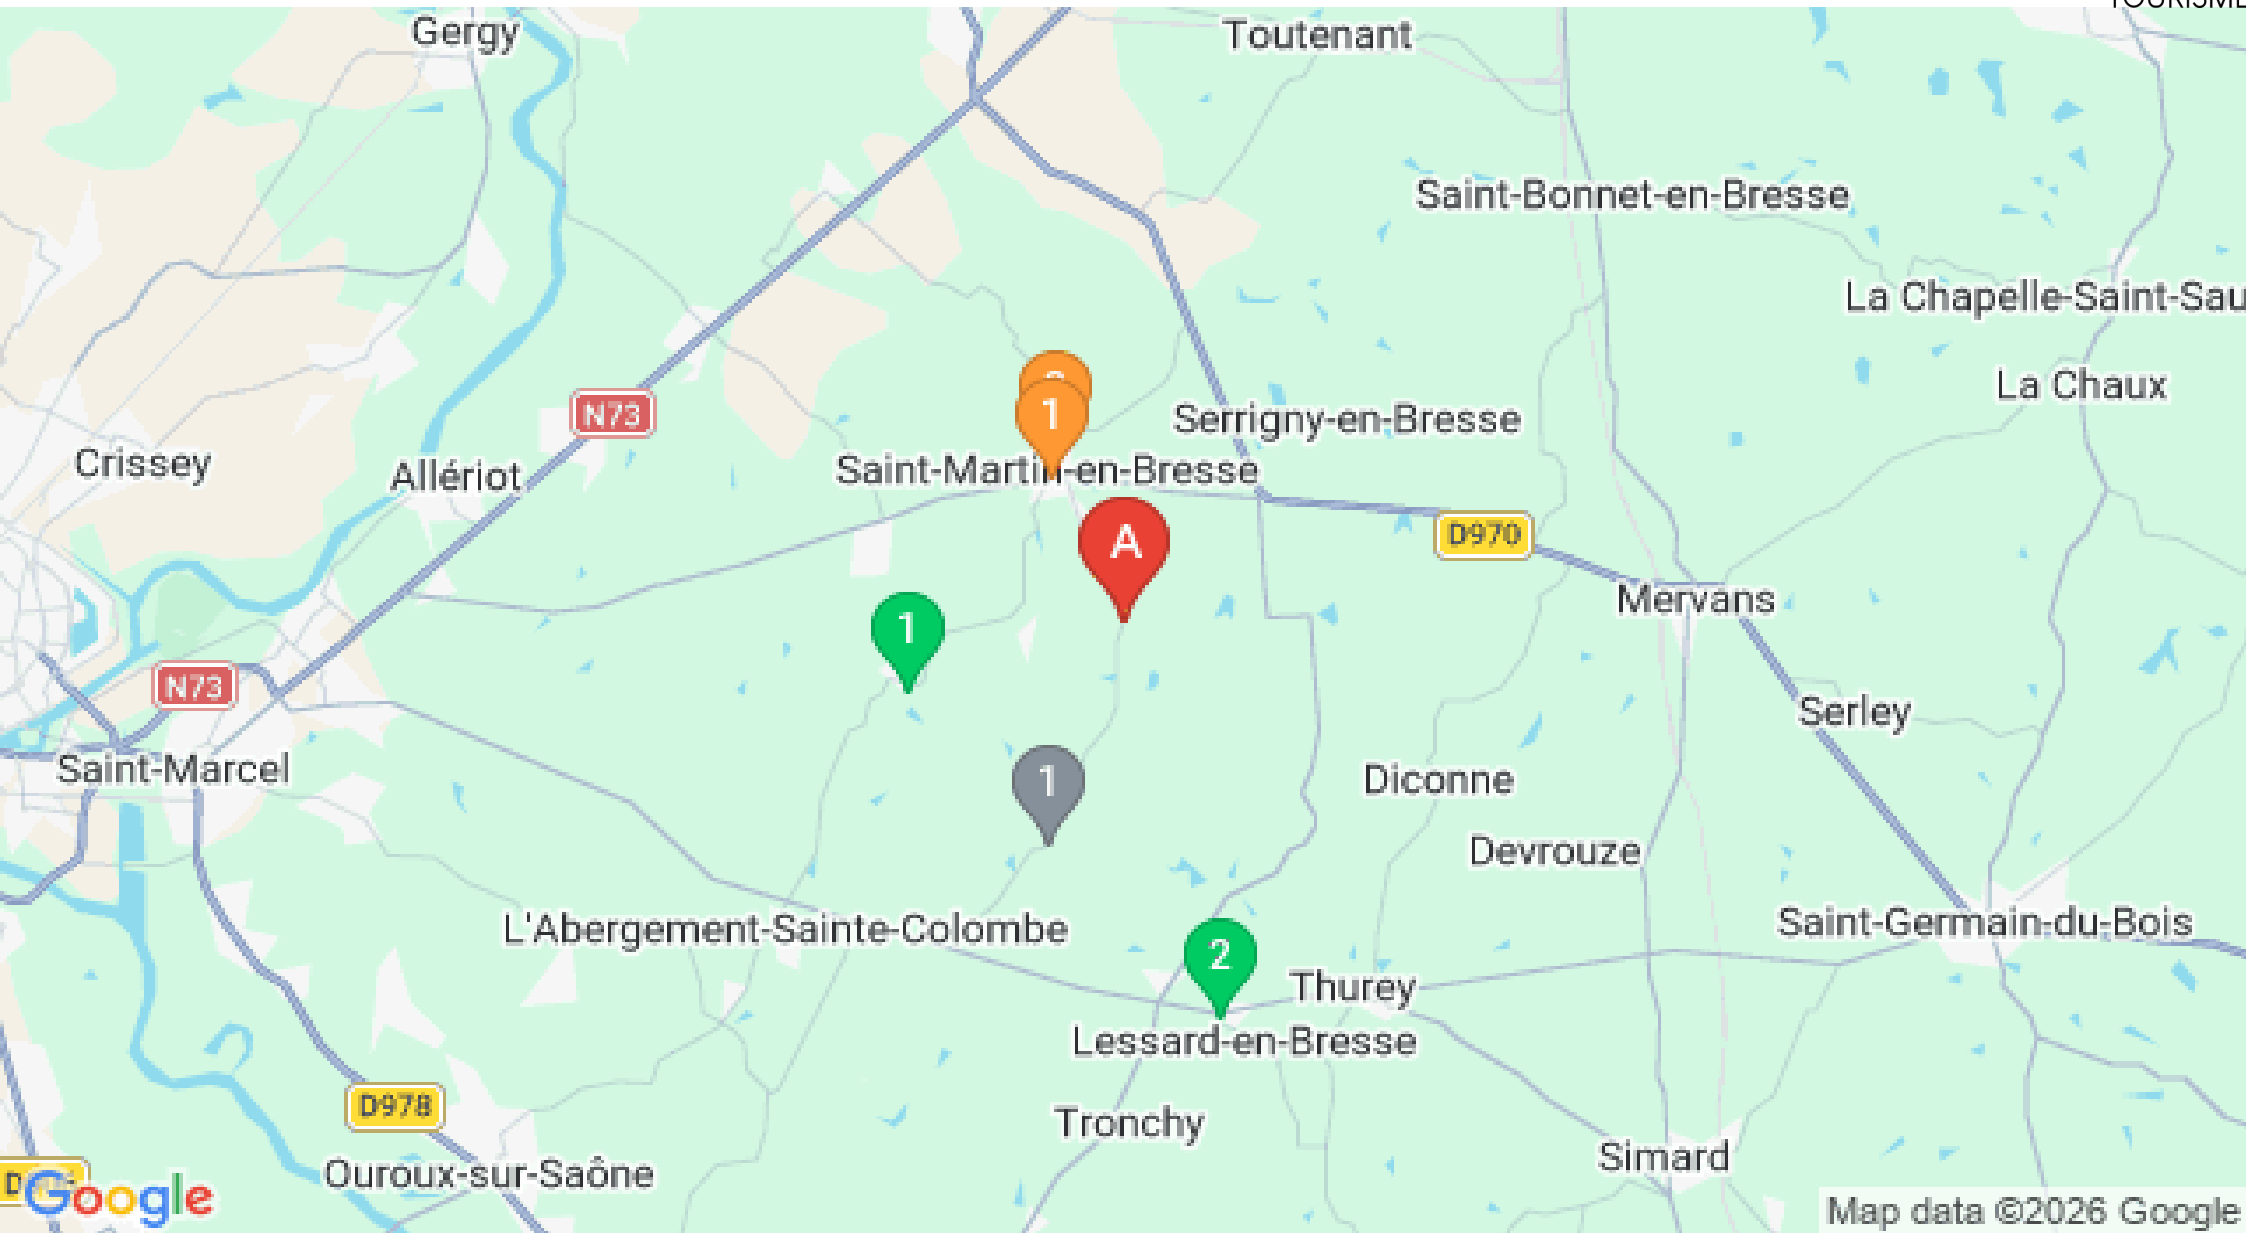 TOURISME
Gergy
Toutenant
Saint-Bonnet-en-Bresse
La Chapelle-Saint-Sau
La Chaux
1
N73
Serrigny-en-Bresse
Crissey
Allériot
Saint-Martin-en-Bresse
A
D970
Mervans
1
N73
Serley
Saint-Marcel
1
Diconne
Devrouze
L'Abergement-Sainte-Colombe
Saint-Germain-du-Bois
2
Thurey
Lessard-en-Bresse
D978
Tronchy
Simard
Ouroux-sur-Saône
Google
Map data ©2026 Google